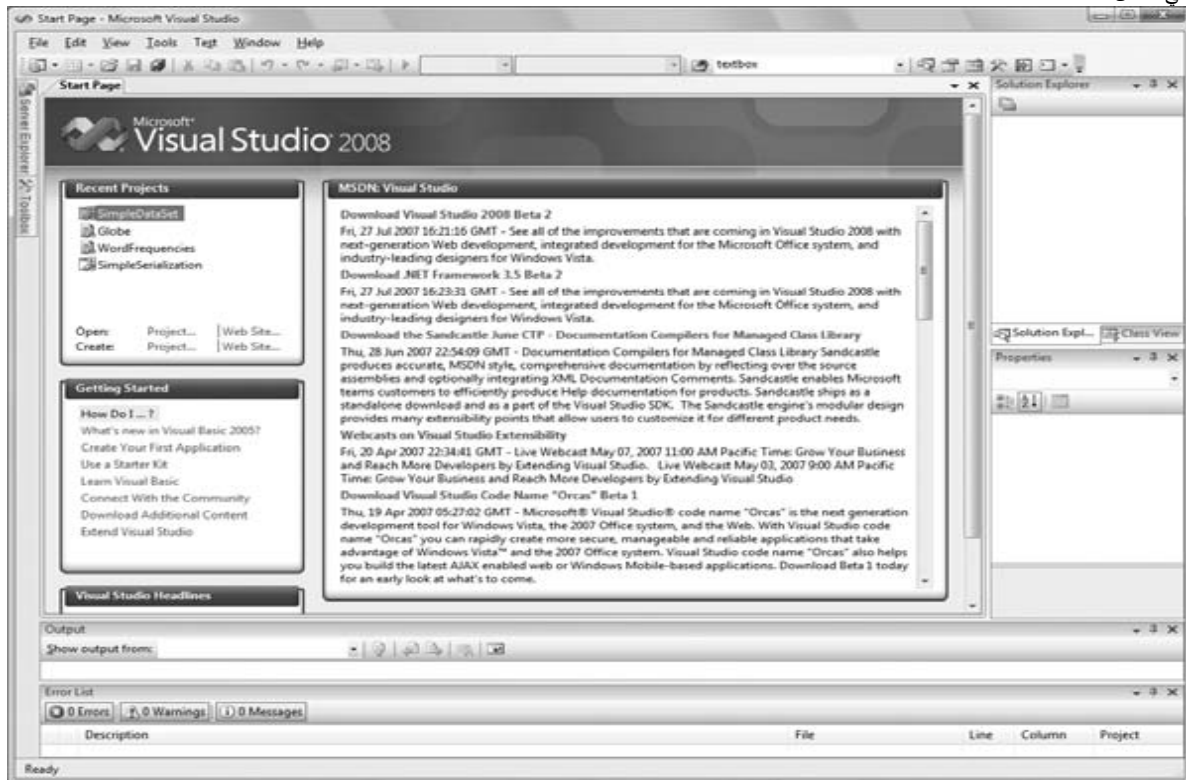 في
Start Page - Microsoft Visual Studio
File Edit View Tools Test Window Help
textbox
Start Page
Solution Explorer
Server Explorer
Toolbox
Microsoft®
Visual Studio® 2008
Recent Projects
SimpleDataSet
Globe
WordFrequencies
SimpleSerialization
Open: Project... Web Site...
Create: Project... Web Site...
Getting Started
How Do I ... ?
What's new in Visual Basic 2005?
Create Your First Application
Use a Starter Kit
Learn Visual Basic
Connect With the Community
Download Additional Content
Extend Visual Studio
Visual Studio Headlines
MSDN: Visual Studio
Download Visual Studio 2008 Beta 2
Fri, 27 Jul 2007 16:21:16 GMT - See all of the improvements that are coming in Visual Studio 2008 with
next-generation Web development, integrated development for the Microsoft Office system, and
industry-leading designers for Windows Vista.
Download .NET Framework 3.5 Beta 2
Fri, 27 Jul 2007 16:23:31 GMT - See all of the improvements that are coming in Visual Studio 2008 with
next-generation Web development, integrated development for the Microsoft Office system, and
industry-leading designers for Windows Vista.
Download the Sandcastle June CTP - Documentation Compilers for Managed Class Library
Thu, 28 Jun 2007 22:54:09 GMT - Documentation Compilers for Managed Class Library Sandcastle
produces accurate, MSDN style, comprehensive documentation by reflecting over the source
assemblies and optionally integrating XML Documentation Comments. Sandcastle enables Microsoft
teams customers to efficiently produce Help documentation for products. Sandcastle ships as a
standalone download and as a part of the Visual Studio SDK. The Sandcastle engine's modular design
provides many extensibility points that allow users to customize it for different product needs.
Webcasts on Visual Studio Extensibility
Fri, 20 Apr 2007 22:34:41 GMT - Live Webcast May 07, 2007 11:00 AM Pacific Time: Grow Your Business
and Reach More Developers by Extending Visual Studio. Live Webcast May 03, 2007 9:00 AM Pacific
Time: Grow Your Business and Reach More Developers by Extending Visual Studio
Download Visual Studio Code Name "Orcas" Beta 1
Thu, 19 Apr 2007 05:27:02 GMT - Microsoft® Visual Studio® code name "Orcas" is the next generation
development tool for Windows Vista, the 2007 Office system, and the Web. With Visual Studio code
name "Orcas" you can rapidly create more secure, manageable and reliable applications that take
advantage of Windows Vista™ and the 2007 Office system. Visual Studio code name "Orcas" also helps
you build the latest AJAX enabled web or Windows Mobile-based applications. Download Beta 1 today
for an early look at what's to come.
Solution Expl... Class View
Properties
Output
Show output from:
Error List
0 Errors 0 Warnings 0 Messages
Description File Line Column Project
Ready